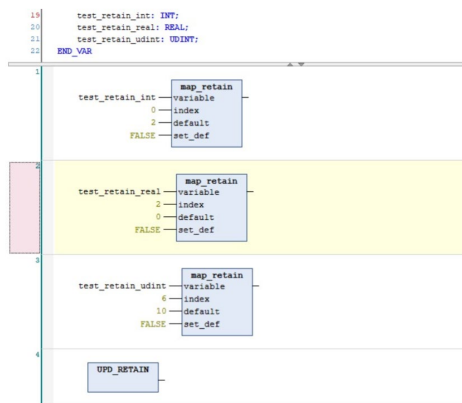 19 test_retain_int: INT;
20 test_retain_real: REAL;
21 test_retain_udint: UDINT;
22 END_VAR
1
map_retain
test_retain_int variable
0 index
2 default
FALSE set_def
2
map_retain
test_retain_real variable
2 index
0 default
FALSE set_def
3
map_retain
test_retain_udint variable
6 index
10 default
FALSE set_def
4
UPD_RETAIN